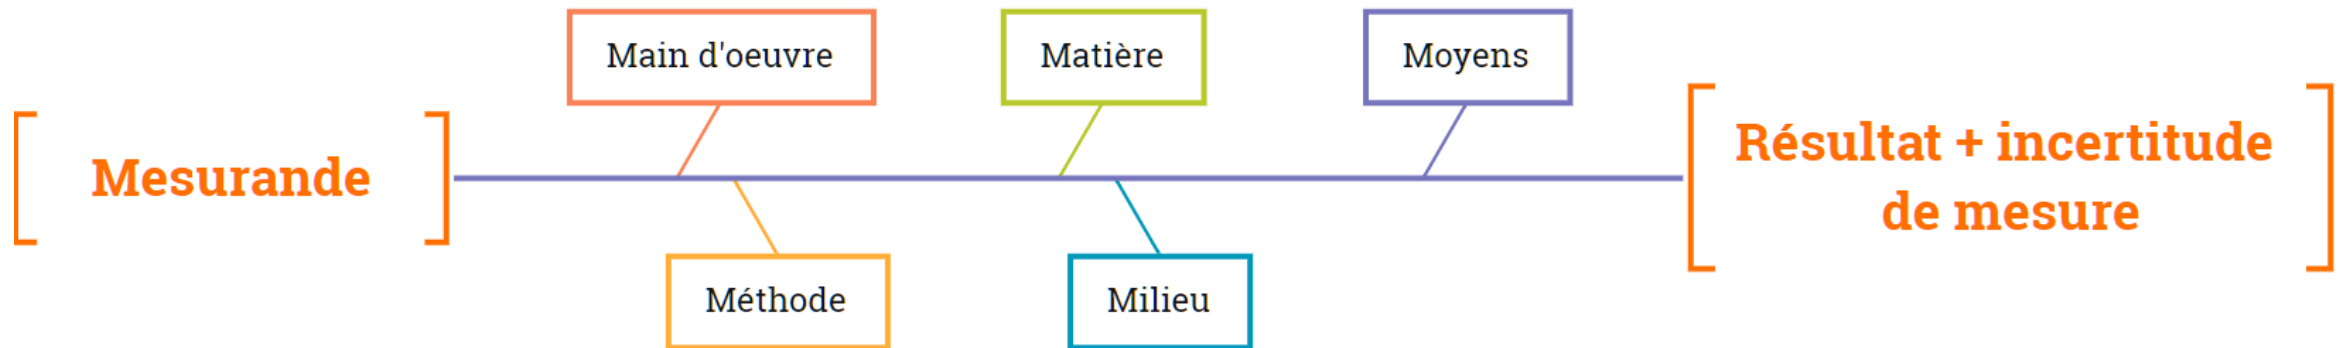 Main d'oeuvre
Matière
Moyens
Mesurande
Résultat + incertitude
de mesure
Méthode
Milieu